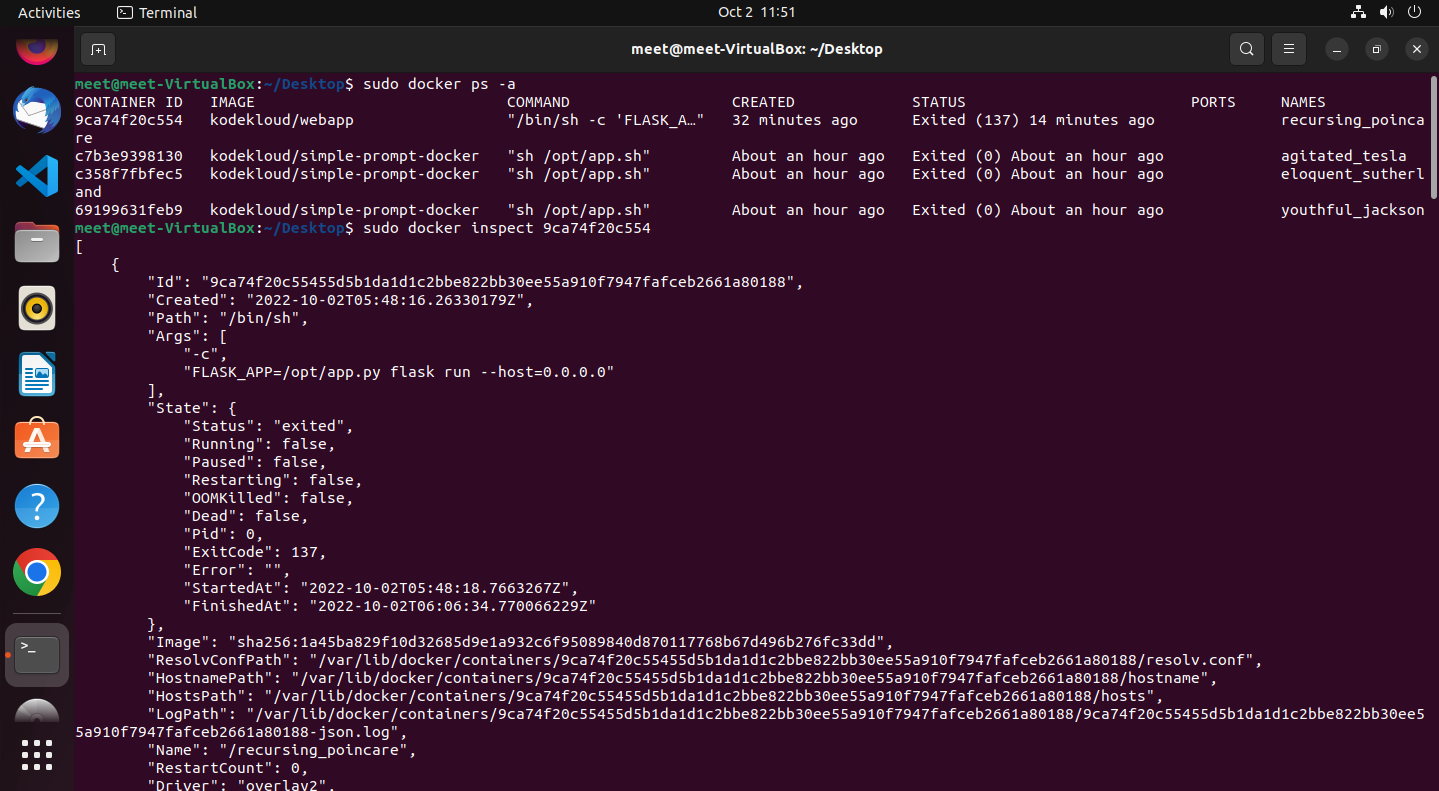 Activities Terminal Oct 2 11:51
meet@meet-VirtualBox: ~/Desktop
meet@meet-VirtualBox:~/Desktop$ sudo docker ps -a
CONTAINER ID   IMAGE                            COMMAND                  CREATED             STATUS                         PORTS     NAMES
9ca74f20c554   kodekloud/webapp                 "/bin/sh -c 'FLASK_A…"   32 minutes ago      Exited (137) 14 minutes ago              recursing_poinca
re
c7b3e9398130   kodekloud/simple-prompt-docker   "sh /opt/app.sh"         About an hour ago   Exited (0) About an hour ago             agitated_tesla
c358f7fbfec5   kodekloud/simple-prompt-docker   "sh /opt/app.sh"         About an hour ago   Exited (0) About an hour ago             eloquent_sutherl
and
69199631feb9   kodekloud/simple-prompt-docker   "sh /opt/app.sh"         About an hour ago   Exited (0) About an hour ago             youthful_jackson
meet@meet-VirtualBox:~/Desktop$ sudo docker inspect 9ca74f20c554
[
    {
        "Id": "9ca74f20c55455d5b1da1d1c2bbe822bb30ee55a910f7947fafceb2661a80188",
        "Created": "2022-10-02T05:48:16.26330179Z",
        "Path": "/bin/sh",
        "Args": [
            "-c",
            "FLASK_APP=/opt/app.py flask run --host=0.0.0.0"
        ],
        "State": {
            "Status": "exited",
            "Running": false,
            "Paused": false,
            "Restarting": false,
            "OOMKilled": false,
            "Dead": false,
            "Pid": 0,
            "ExitCode": 137,
            "Error": "",
            "StartedAt": "2022-10-02T05:48:18.7663267Z",
            "FinishedAt": "2022-10-02T06:06:34.770066229Z"
        },
        "Image": "sha256:1a45ba829f10d32685d9e1a932c6f95089840d870117768b67d496b276fc33dd",
        "ResolvConfPath": "/var/lib/docker/containers/9ca74f20c55455d5b1da1d1c2bbe822bb30ee55a910f7947fafceb2661a80188/resolv.conf",
        "HostnamePath": "/var/lib/docker/containers/9ca74f20c55455d5b1da1d1c2bbe822bb30ee55a910f7947fafceb2661a80188/hostname",
        "HostsPath": "/var/lib/docker/containers/9ca74f20c55455d5b1da1d1c2bbe822bb30ee55a910f7947fafceb2661a80188/hosts",
        "LogPath": "/var/lib/docker/containers/9ca74f20c55455d5b1da1d1c2bbe822bb30ee55a910f7947fafceb2661a80188/9ca74f20c55455d5b1da1d1c2bbe822bb30ee5
5a910f7947fafceb2661a80188-json.log",
        "Name": "/recursing_poincare",
        "RestartCount": 0,
        "Driver": "overlay2",